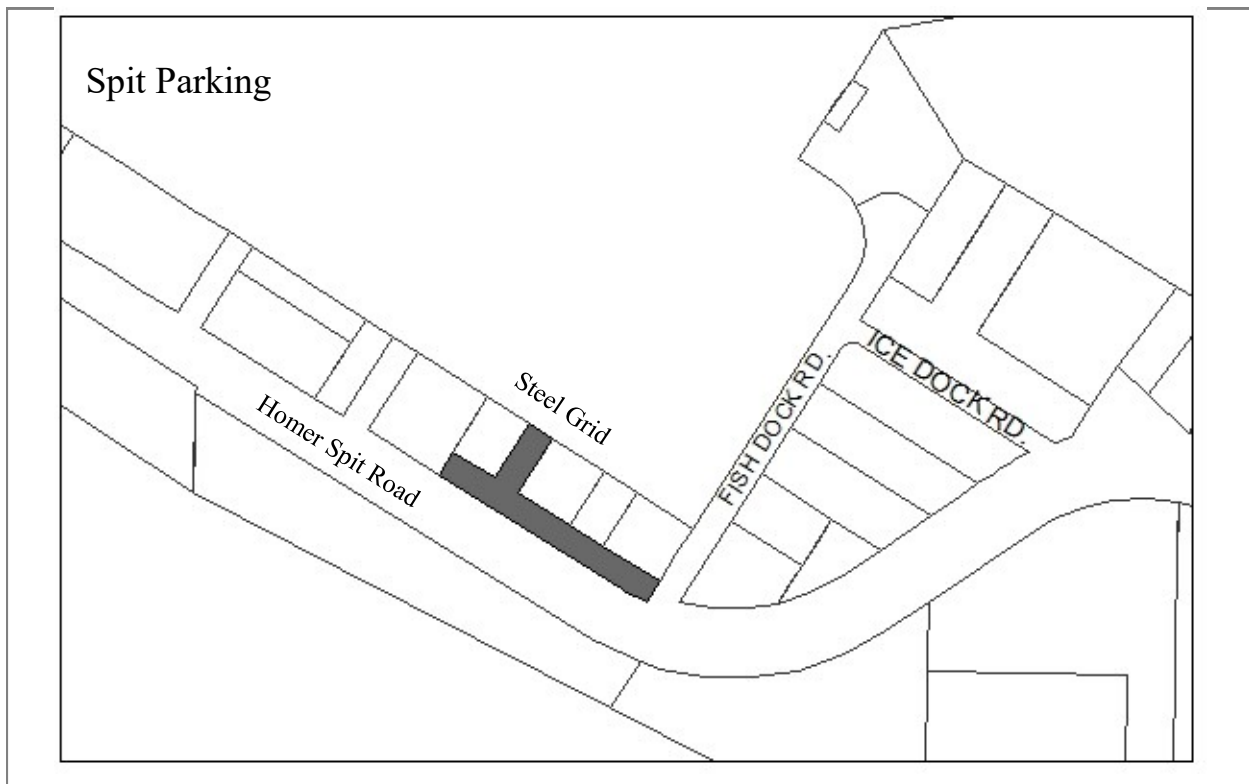 Spit Parking
Steel Grid
Homer Spit Road
FISH DOCK RD.
ICE DOCK RD.